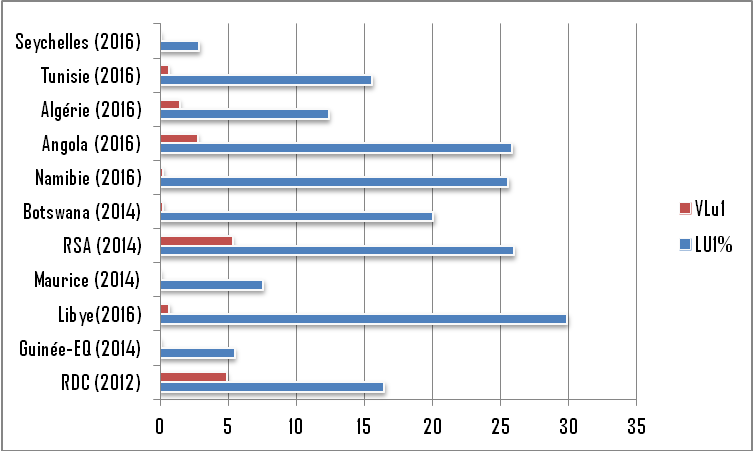 Seychelles (2016)
Tunisie (2016)
Algérie (2016)
Angola (2016)
Namibie (2016)
Botswana (2014)
RSA (2014)
Maurice (2014)
Libye(2016)
Guinée-EQ (2014)
RDC (2012)
0 5 10 15 20 25 30 35
VLu1
LU1%